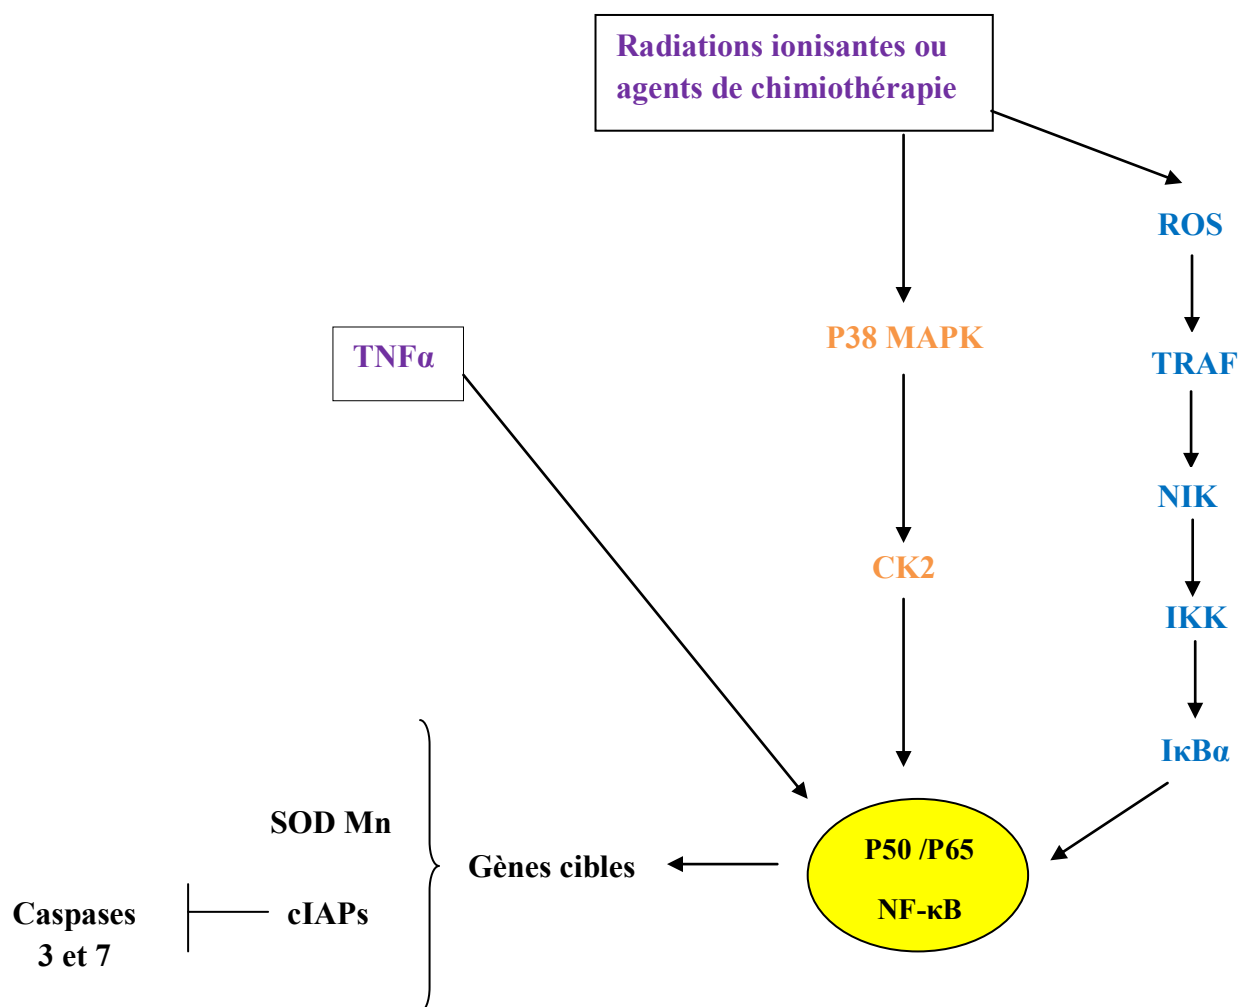 Radiations ionisantes ou
agents de chimiothérapie
ROS
P38 MAPK
TNFα
TRAF
NIK
CK2
IKK
IκBα
SOD Mn
P50 /P65
Gènes cibles
NF-κB
Caspases
3 et 7
cIAPs